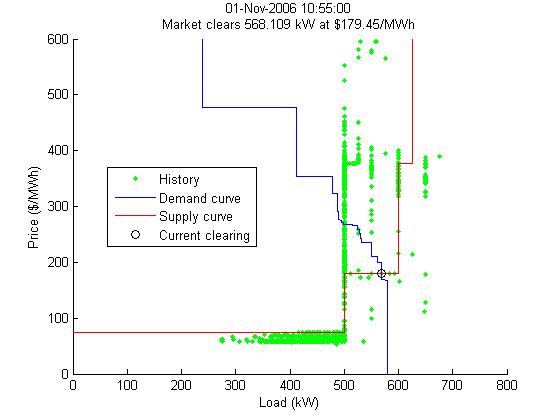 01-Nov-2006 10:55:00
Market clears 568.109 kW at $179.45/MWh
600
500
400
300
200
100
0
Price ($/MWh)
History
Demand curve
Supply curve
Current clearing
0 100 200 300 400 500 600 700 800
Load (kW)